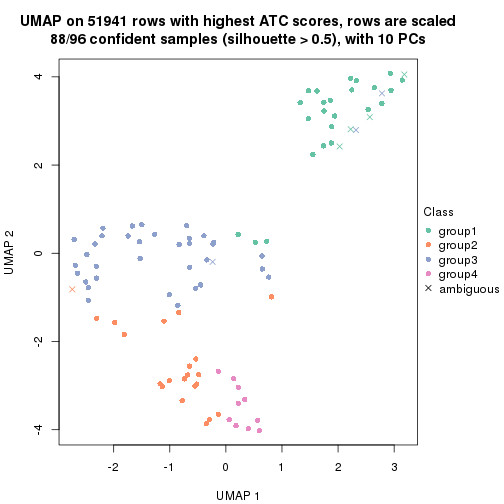 UMAP on 51941 rows with highest ATC scores, rows are scaled
88/96 confident samples (silhouette > 0.5), with 10 PCs
4
2
0
-2
-4
UMAP 2
-2
-1
0
1
2
3
UMAP 1
Class
group1
group2
group3
group4
ambiguous